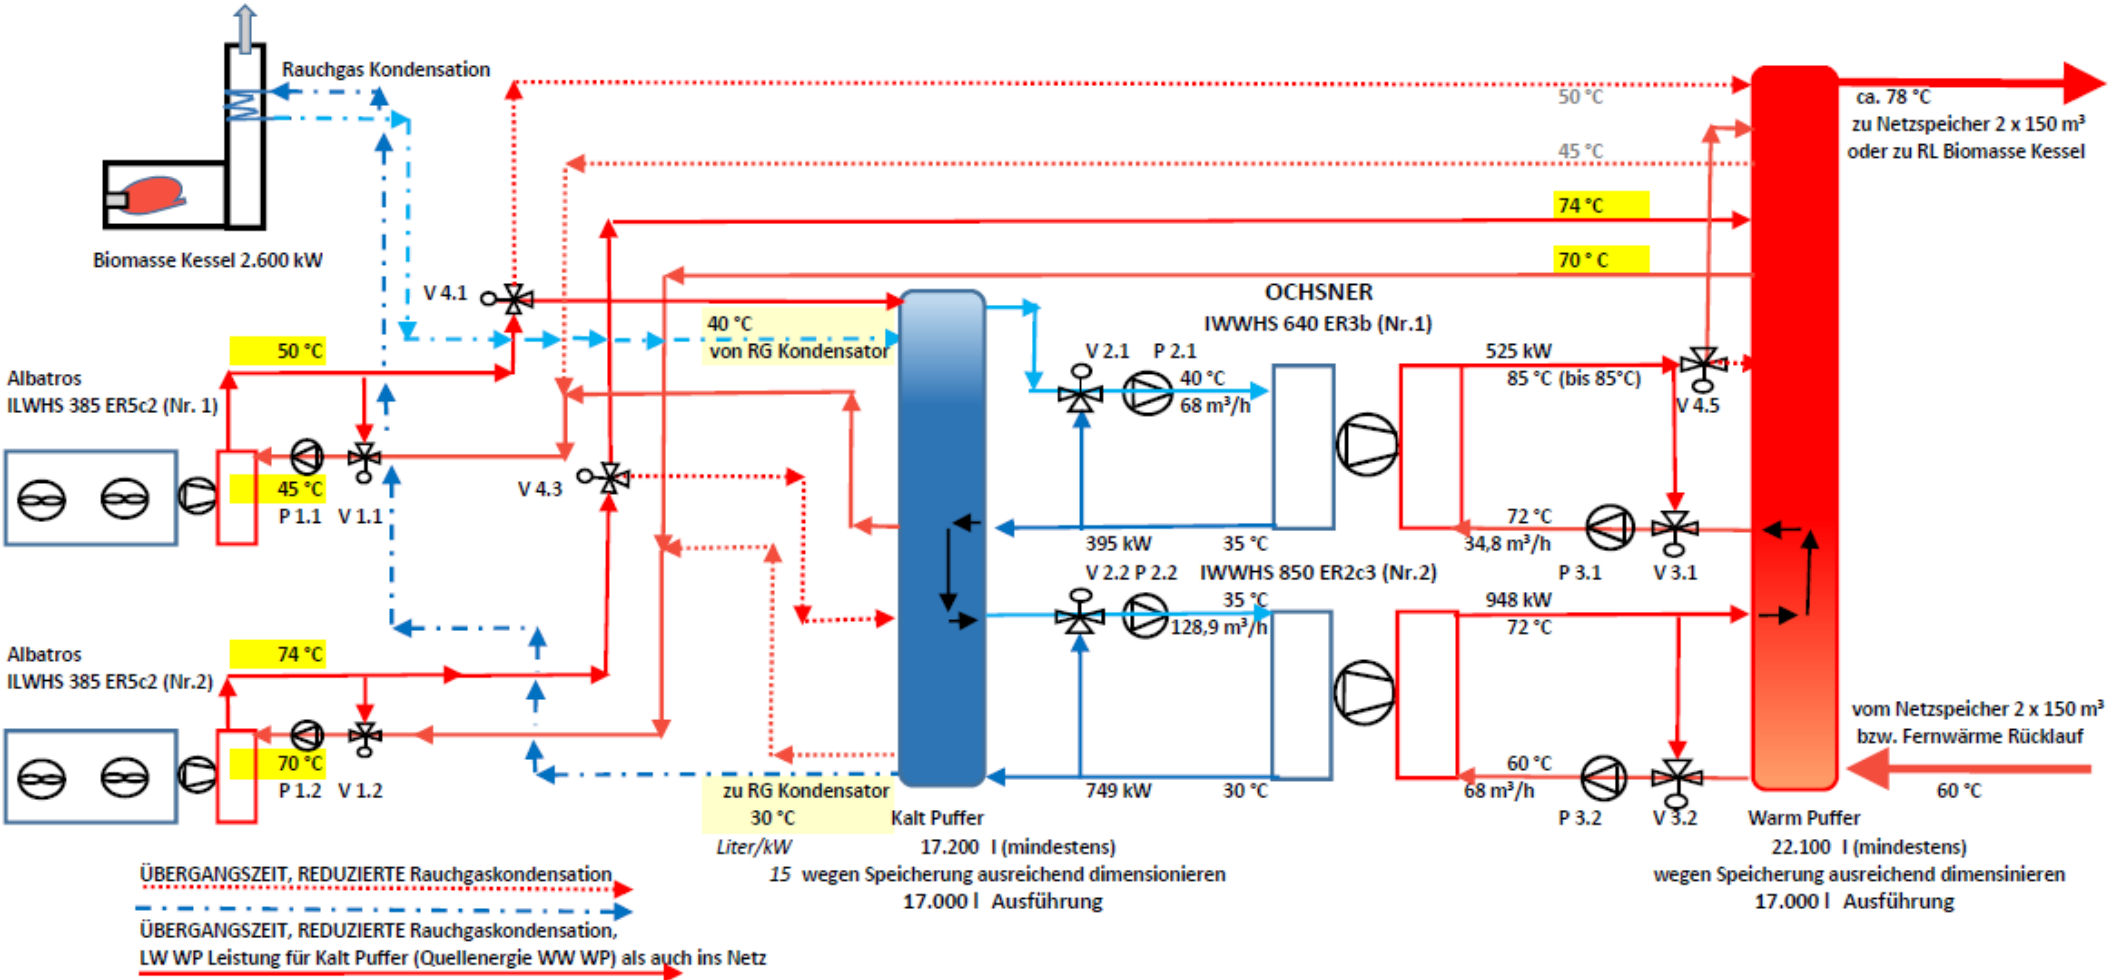 Rauchgas Kondensation
Biomasse Kessel 2.600 kW
50 °C
45 °C
74 °C
70 ° C
ca. 78 °C
zu Netzspeicher 2 x 150 m³
oder zu RL Biomasse Kessel
V 4.1
40 °C
von RG Kondensator
OCHSNER
IWWHS 640 ER3b (Nr.1)
50 °C
Albatros
ILWHS 385 ER5c2 (Nr. 1)
45 °C
P 1.1
V 1.1
V 4.3
V 2.1
P 2.1
40 °C
68 m³/h
525 kW
85 °C (bis 85°C)
V 4.5
395 kW
35 °C
72 °C
34,8 m³/h
P 3.1
V 3.1
V 2.2
P 2.2
IWWHS 850 ER2c3 (Nr.2)
35 °C
128,9 m³/h
948 kW
72 °C
74 °C
Albatros
ILWHS 385 ER5c2 (Nr.2)
70 °C
P 1.2
V 1.2
749 kW
30 °C
60 °C
68 m³/h
P 3.2
V 3.2
vom Netzspeicher 2 x 150 m³
bzw. Fernwärme Rücklauf
60 °C
zu RG Kondensator
30 °C
Liter/kW
15
Kalt Puffer
17.200 l (mindestens)
wegen Speicherung ausreichend dimensionieren
17.000 l Ausführung
Warm Puffer
22.100 l (mindestens)
wegen Speicherung ausreichend dimensinieren
17.000 l Ausführung
ÜBERGANGSZEIT, REDUZIERTE Rauchgaskondensation
ÜBERGANGSZEIT, REDUZIERTE Rauchgaskondensation,
LW WP Leistung für Kalt Puffer (Quellenergie WW WP) als auch ins Netz